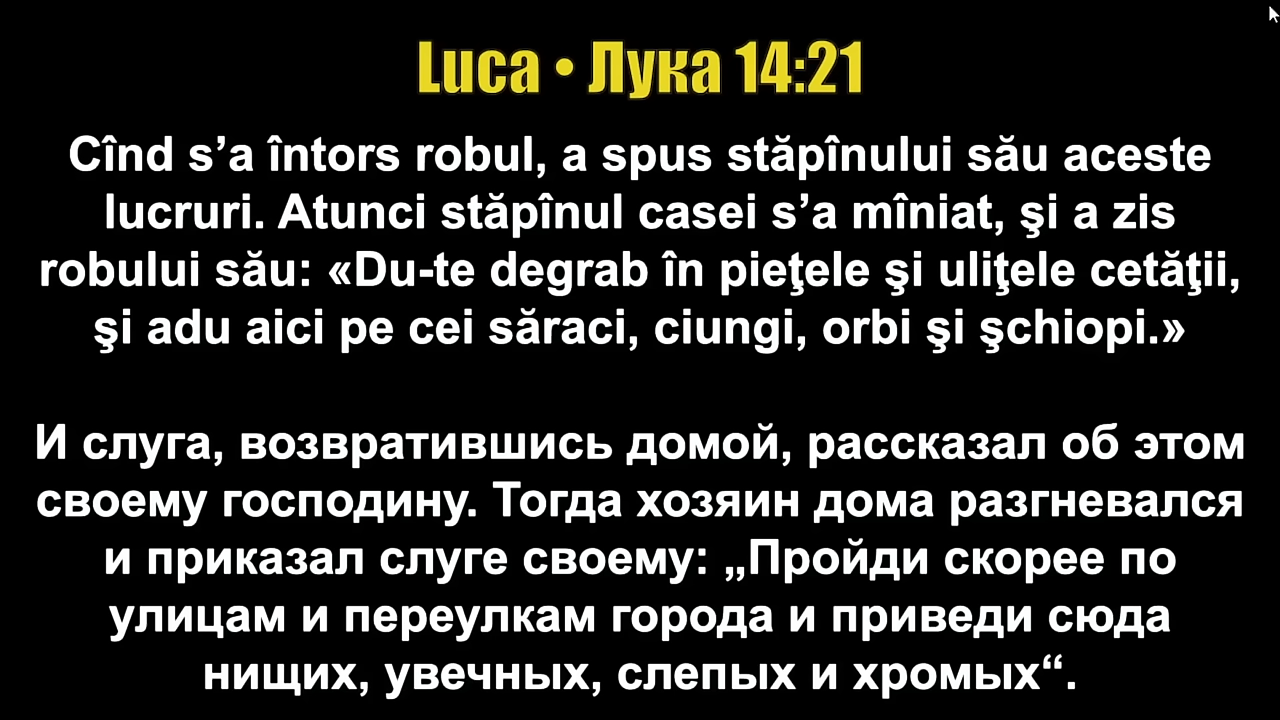 Luca • Лука 14:21
Cînd s’a întors robul, a spus stăpînului său aceste
lucruri. Atunci stăpînul casei s’a mîniat, şi a zis
robului său: «Du-te degrab în pieţele şi uliţele cetăţii,
şi adu aici pe cei săraci, ciungi, orbi şi şchiopi.»
И слуга, возвратившись домой, рассказал об этом
своему господину. Тогда хозяин дома разгневался
и приказал слуге своему: „Пройди скорее по
улицам и переулкам города и приведи сюда
нищих, увечных, слепых и хромых“.